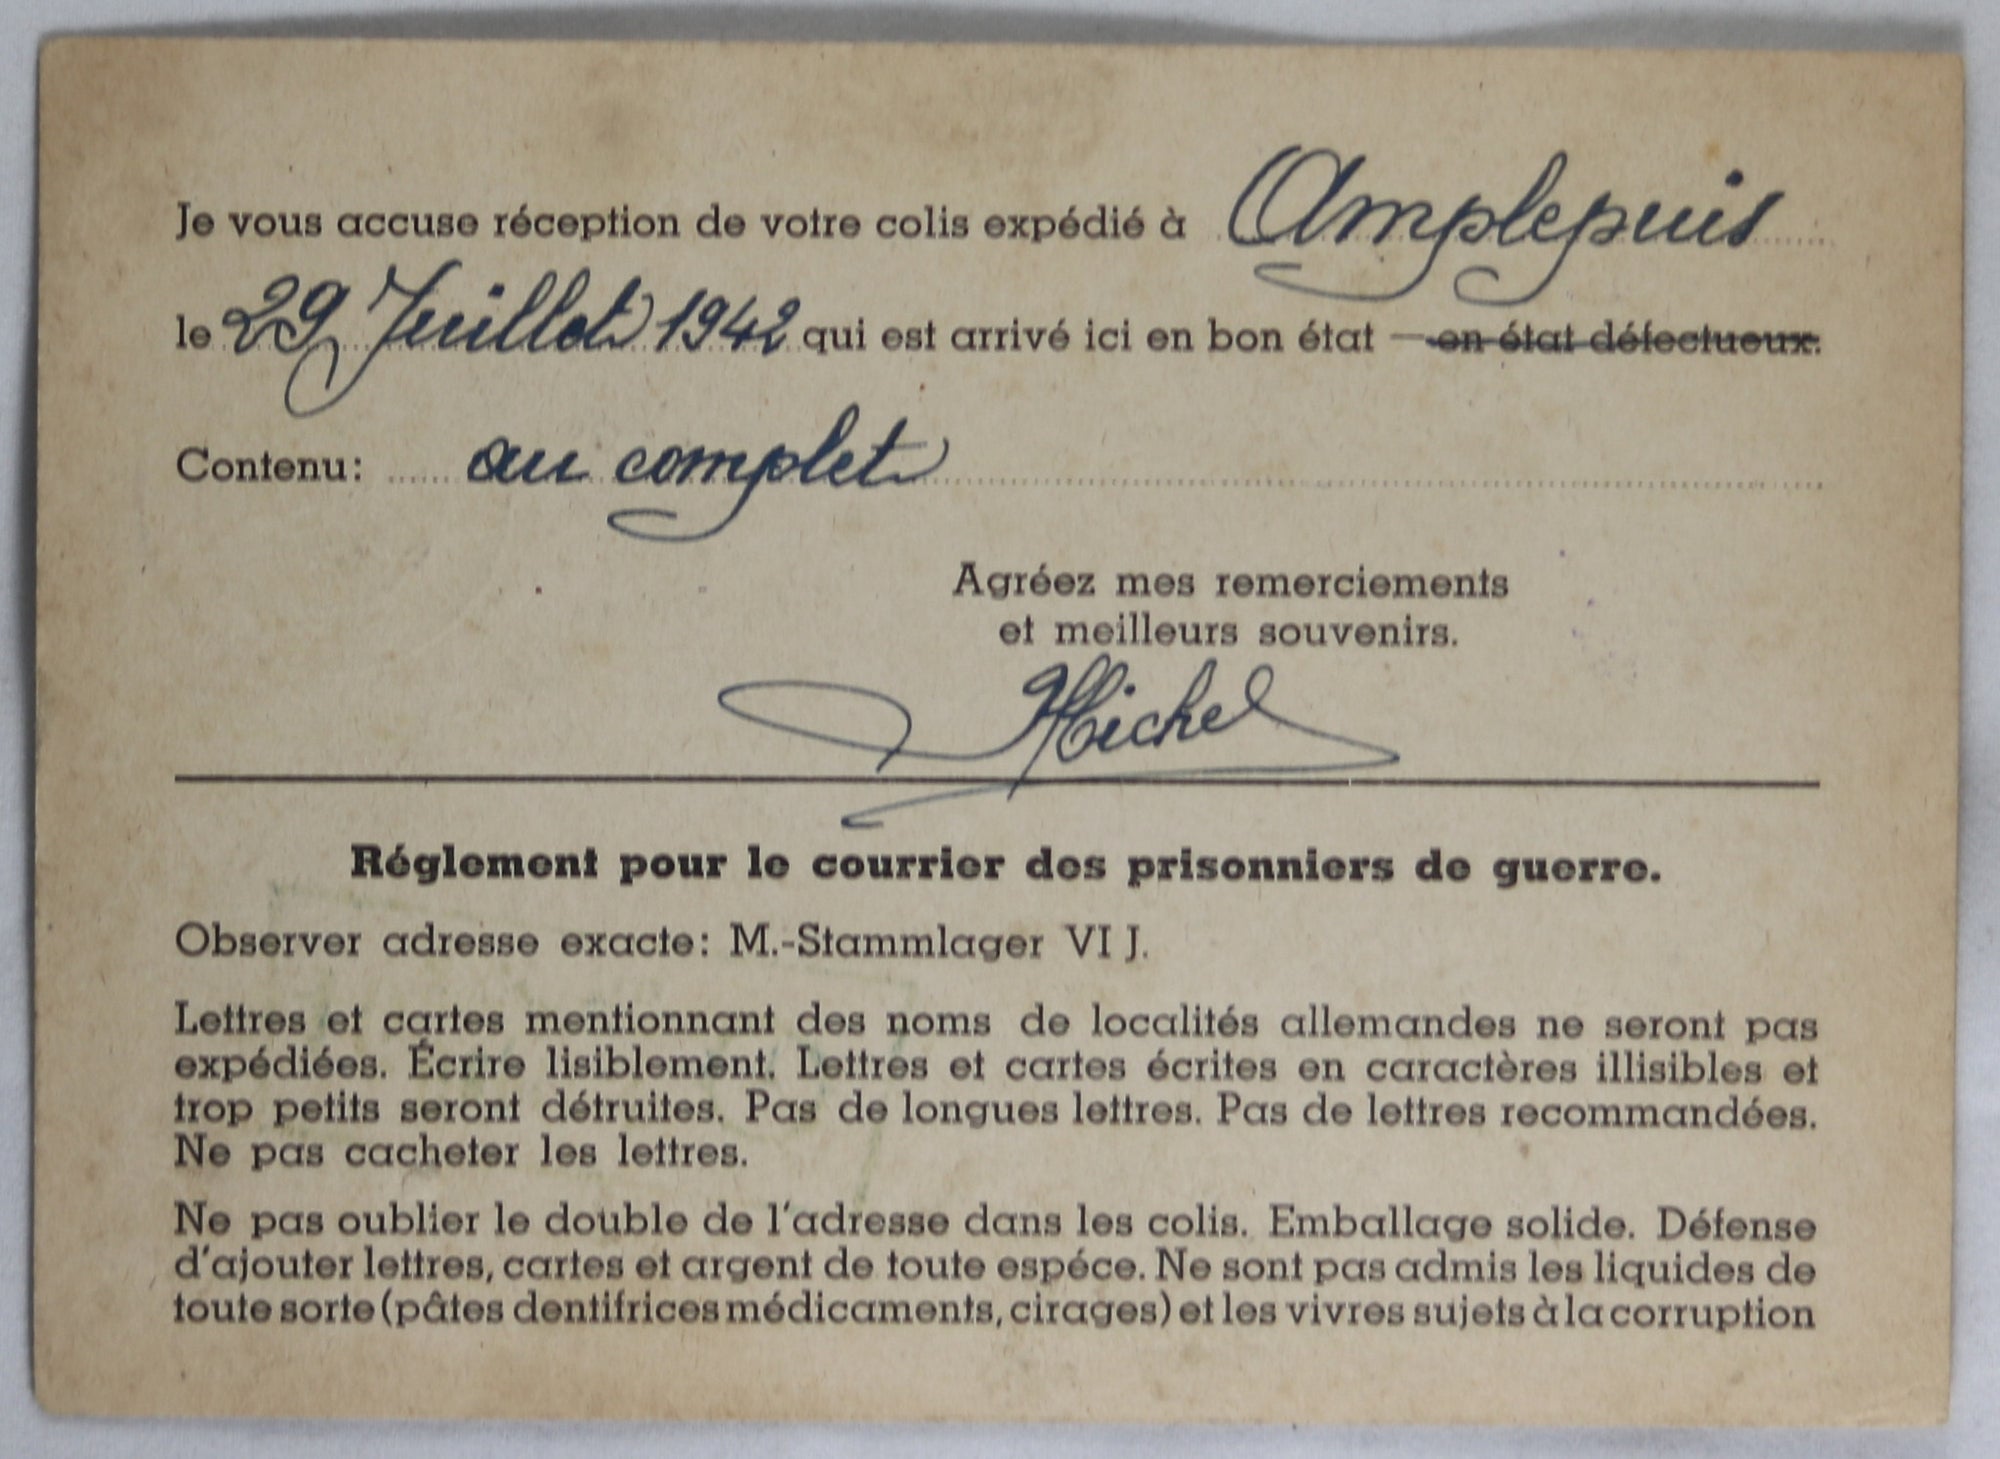 Je vous accuse réception de votre colis expédié à Amplepuis
le 29 Juillet 1942 qui est arrivé ici en bon état — en état défectueux.
Contenu: au complet
Agréez mes remerciements
et meilleurs souvenirs.
Michel
Réglement pour le courrier des prisonniers de guerre.
Observer adresse exacte: M.-Stammlager VI J.
Lettres et cartes mentionnant des noms de localités allemandes ne seront pas
expédiées. Écrire lisiblement. Lettres et cartes écrites en caractères illisibles et
trop petits seront détruites. Pas de longues lettres. Pas de lettres recommandées.
Ne pas cacheter les lettres.
Ne pas oublier le double de l'adresse dans les colis. Emballage solide. Défense
d'ajouter lettres, cartes et argent de toute espéce. Ne sont pas admis les liquides de
toute sorte (pâtes dentifrices médicaments, cirages) et les vivres sujets à la corruption